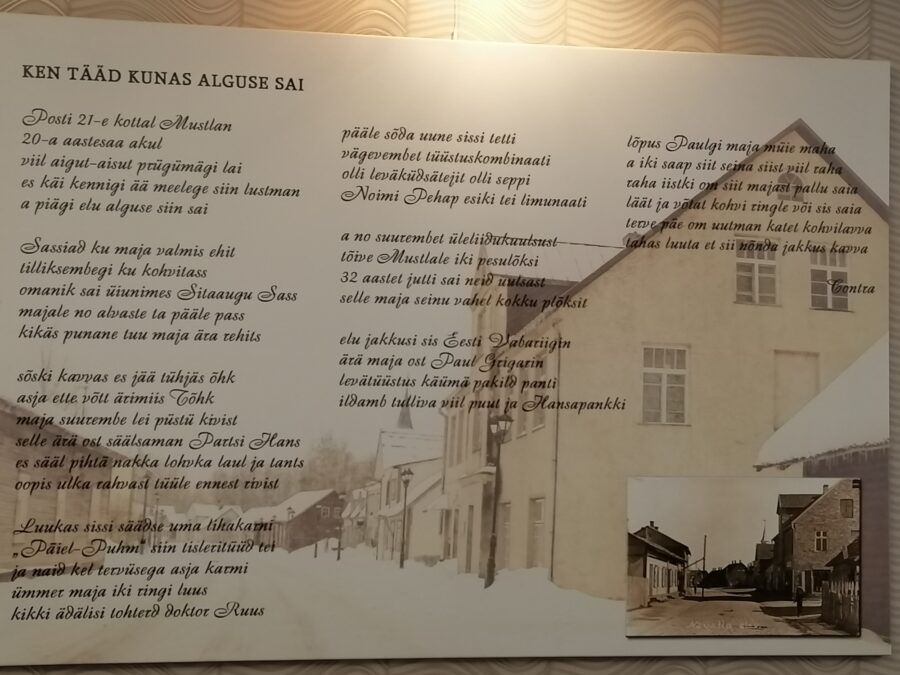 KEN TÄÄD KUNAS ALGUSE SAI
Posti 21-e kottal Mustlan
20-a aastesaa akul
viil aigut-aisut prügümägi lai
es käi kennigi ää meelege siin lustman
a piägi elu alguse siin sai
Sassiad ku maja valmis ehit
tilliksembegi ku kohvitass
omanik sai üiunimes Sitaaugu Sass
majale no alvaste ta pääle pass
kikäs punane tuu maja ära rehits
sõski kavvas es jää tühjäs õhk
asja ette võtt ärimiis Tõhk
maja suurembe lei püstü kivist
selle ärä ost säälsaman Partsi Hans
es sääl pihtä nakka lohvka laul ja tants
oopis ulka rahvast tüüle ennest rivist
Luukas sissi säädse uma lihakarni
„Päiel-Puhm" siin tisleritüüd tei
ja naid kel tervüsega asja karmi
ümmer maja iki ringi luus
kikki ädälisi tohterd doktor Ruus
pääle sõda uune sissi tetti
vägevembet tüüstuskombinaati
olli leväküdsätejit olli seppi
Noimi Pehap esiki tei limunaati
a no suurembet üleliidukuulsust
tõive Mustlale iki pesulõksi
32 aastet jutti sai neid uulsast
selle maja seinu vahel kokku plõksit
elu jakkusi sis Eesti Vabariigin
ärä maja ost Paul Grigarin
levätüüstus käümä pakild panti
ildamb tulliva viil puut ja Hansapankki
lõpus Paulgi maja müie maha
a iki saap siit seina siist viil raha
raha iistki om siit majast pallu saia
läät ja võtat kohvi ringle või sis saia
terve päe om uutman katet kohvilavva
tahas luuta et sii nõnda jakkus kavva
Contra